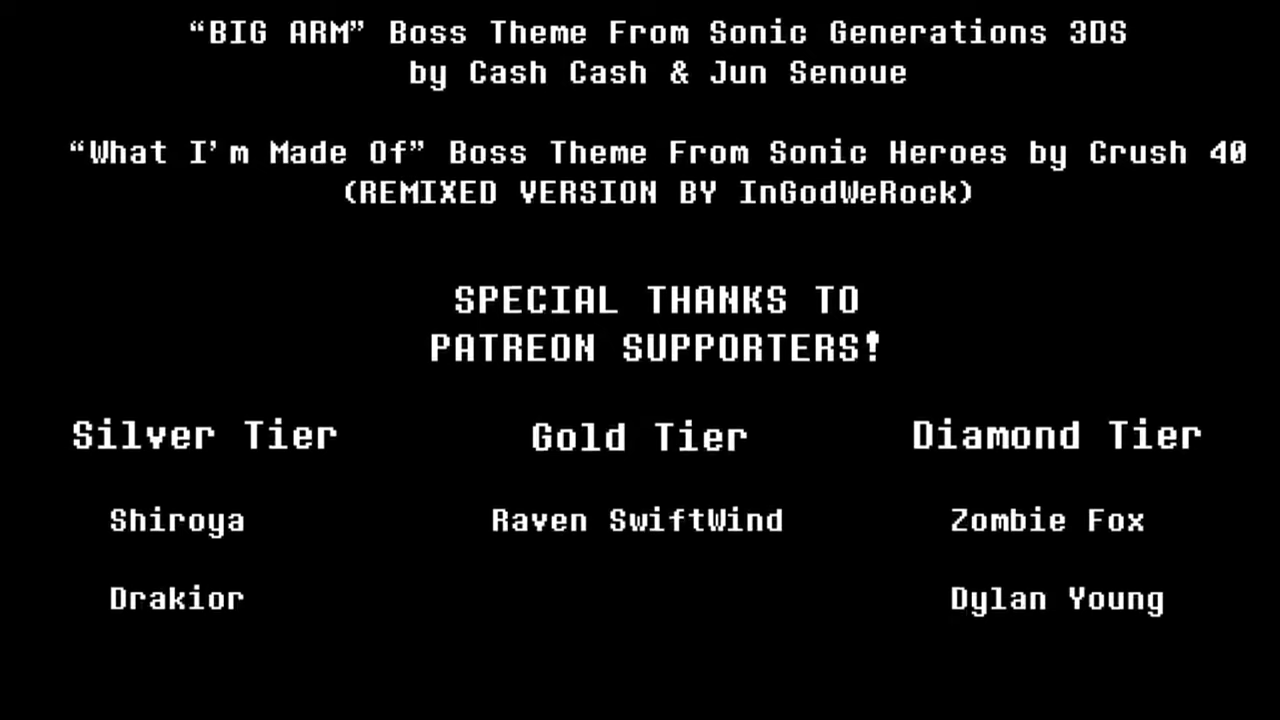 “BIG ARM” Boss Theme From Sonic Generations 3DS
by Cash Cash & Jun Senoue
“What I’m Made Of” Boss Theme From Sonic Heroes by Crush 40
(REMIXED VERSION BY InGodWeRock)
SPECIAL THANKS TO
PATREON SUPPORTERS!
Silver Tier Gold Tier Diamond Tier
Shiroya Raven SwiftWind Zombie Fox
Drakior Dylan Young